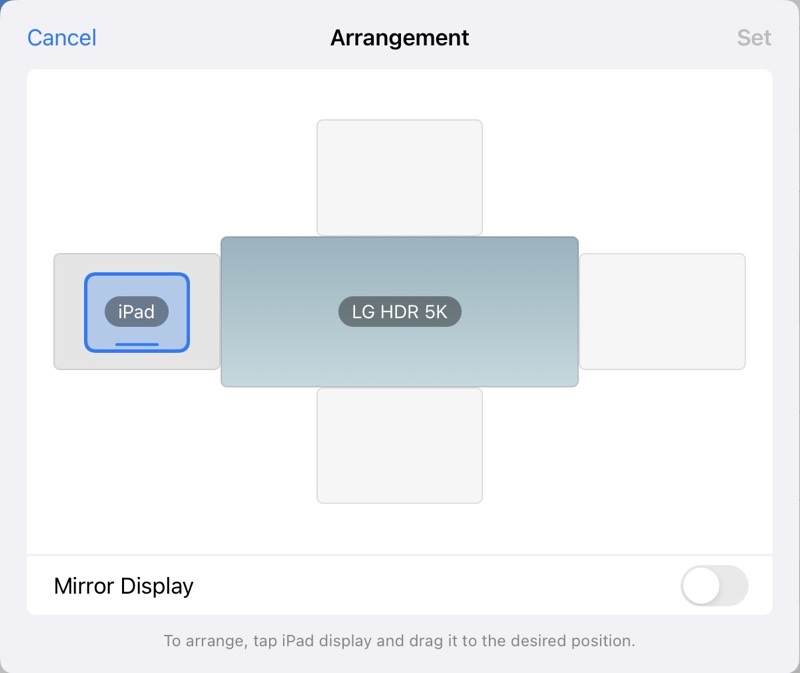 Cancel
Arrangement
Set
iPad
LG HDR 5K
Mirror Display
To arrange, tap iPad display and drag it to the desired position.